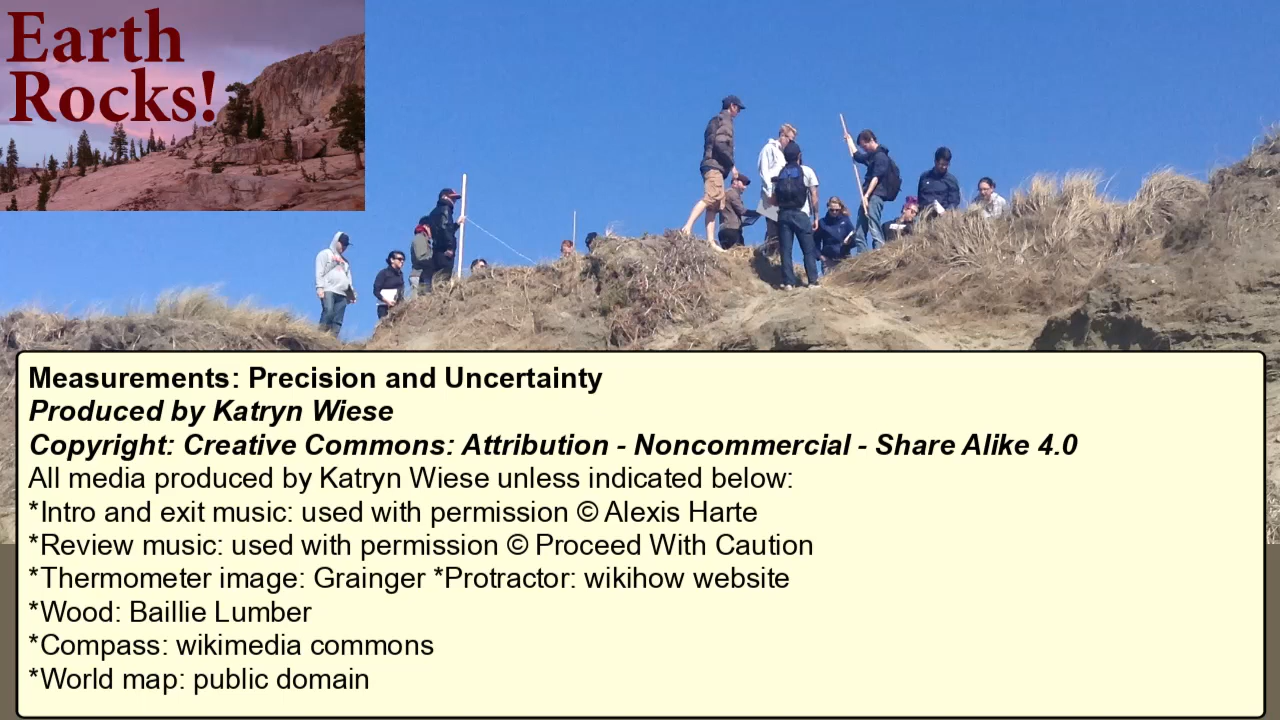 Earth
Rocks!
Measurements: Precision and Uncertainty
Produced by Katryn Wiese
Copyright: Creative Commons: Attribution - Noncommercial - Share Alike 4.0
All media produced by Katryn Wiese unless indicated below:
*Intro and exit music: used with permission © Alexis Harte
*Review music: used with permission © Proceed With Caution
*Thermometer image: Grainger *Protractor: wikihow website
*Wood: Baillie Lumber
*Compass: wikimedia commons
*World map: public domain